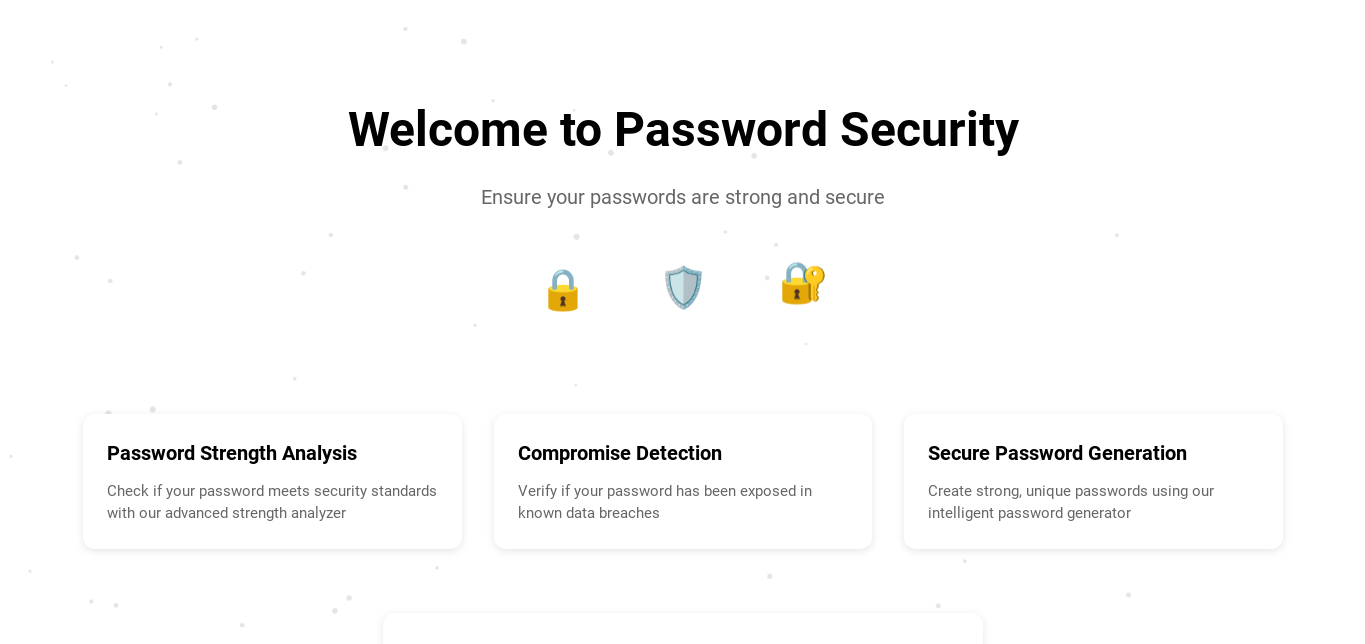 Welcome to Password Security
Ensure your passwords are strong and secure
Password Strength Analysis
Check if your password meets security standards
with our advanced strength analyzer
Compromise Detection
Verify if your password has been exposed in
known data breaches
Secure Password Generation
Create strong, unique passwords using our
intelligent password generator